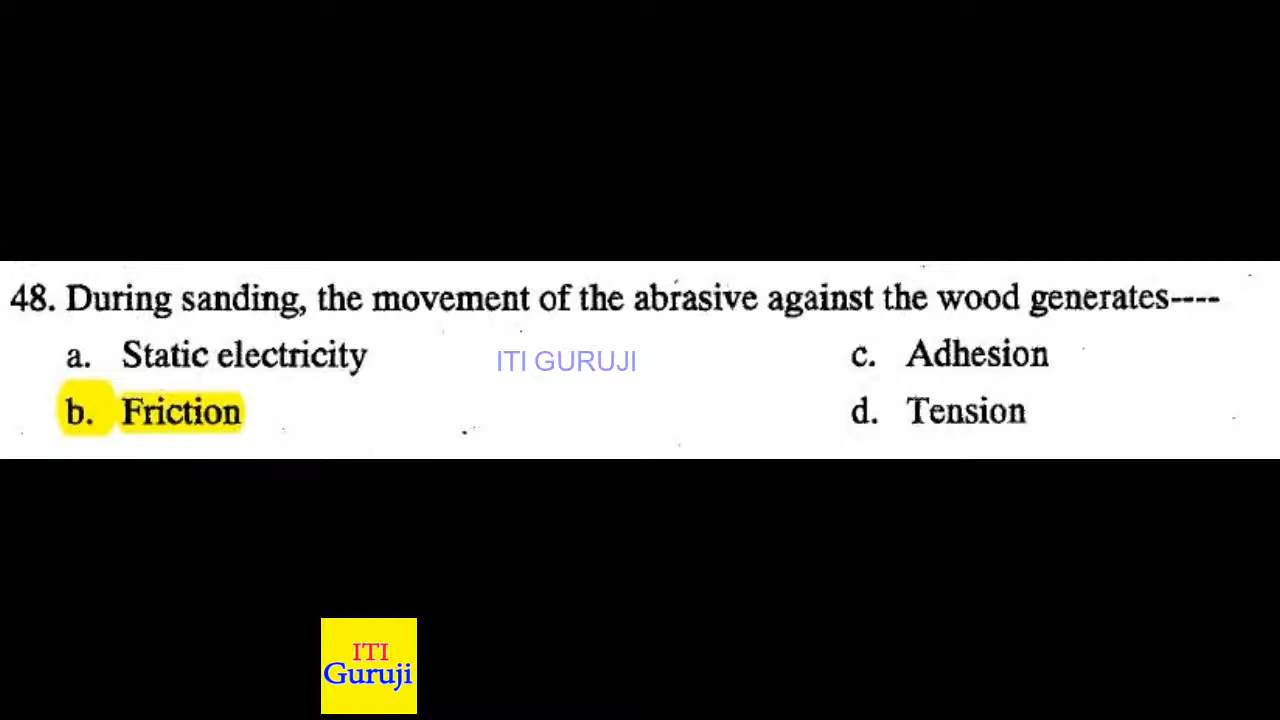 48. During sanding, the movement of the abrasive against the wood generates----
a. Static electricity
ITI GURUJI
c. Adhesion
b. Friction
d. Tension
ITI
Guruji